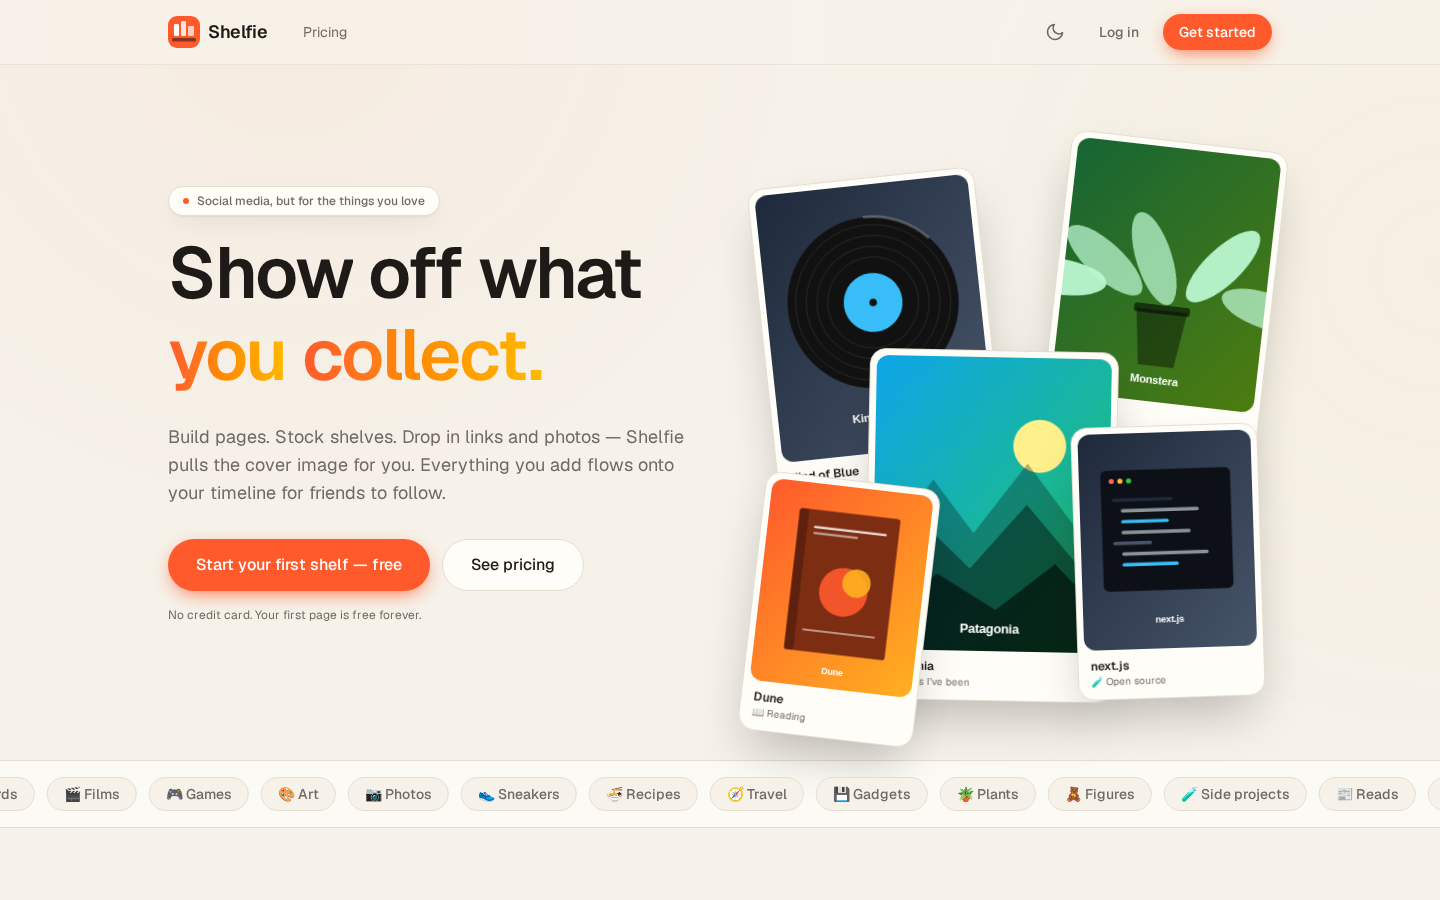 Shelfie
Pricing
Log in
Get started
Social media, but for the things you love
Show off what
you collect.
Build pages. Stock shelves. Drop in links and photos — Shelfie
pulls the cover image for you. Everything you add flows onto
your timeline for friends to follow.
Start your first shelf — free
See pricing
No credit card. Your first page is free forever.
Monstera
of Blue
Patagonia
I've been
next.js
next.js
Open source
Dune
Dune
Reading
Films
Games
Art
Photos
Sneakers
Recipes
Travel
Gadgets
Plants
Figures
Side projects
Reads